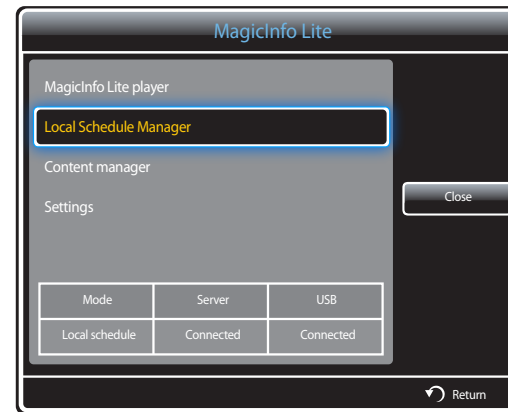 MagicInfo Lite
MagicInfo Lite player
Local Schedule Manager
Content manager
Settings
Close
Mode Server USB
Local schedule Connected Connected
Return